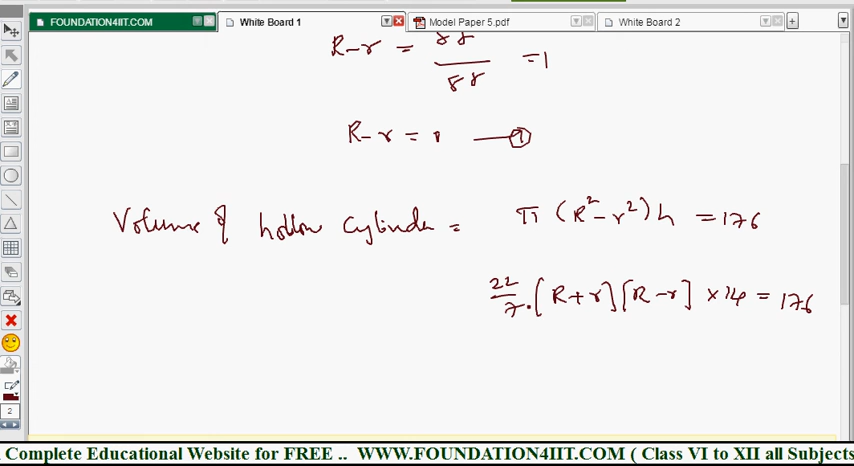 FOUNDATION4IIT.COM White Board 1 Model Paper 5.pdf White Board 2
R-r = 88/88 = 1
R-r = 1 — ①
Volume of hollow cylinder = π (R² - r²) h = 176
22/7 . [R+r] [R-r] × 14 = 176
2
Complete Educational Website for FREE .. WWW.FOUNDATION4IIT.COM ( Class VI to XII all Subjects